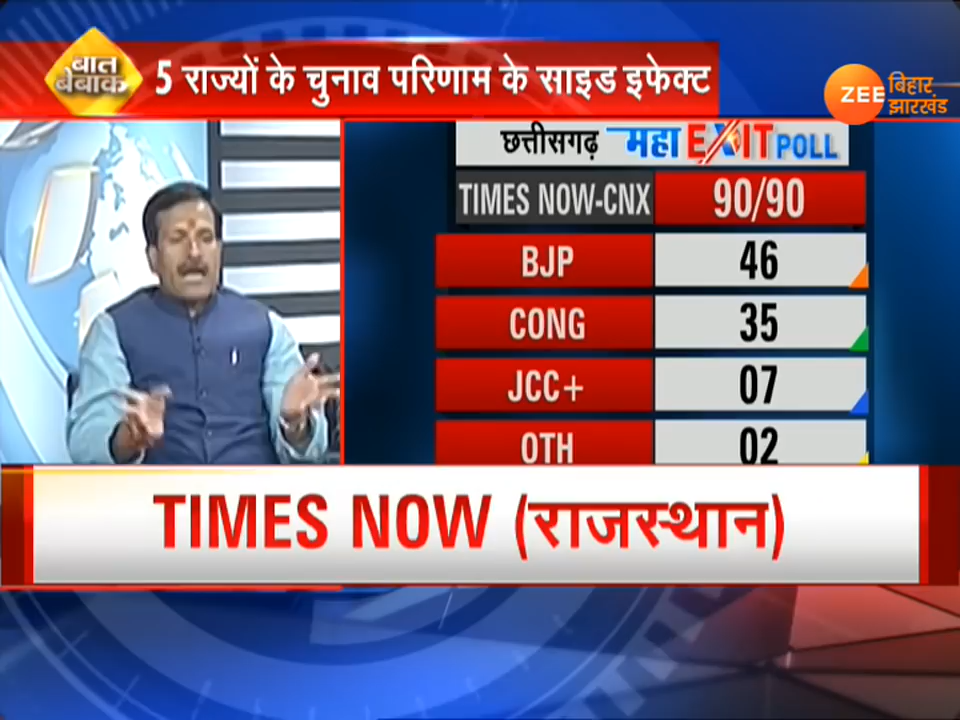 बात
बेबाक
5 राज्यों के चुनाव परिणाम के साइड इफेक्ट
ZEE बिहार झारखंड
छत्तीसगढ़ महा EXIT POLL
TIMES NOW-CNX 90/90
BJP 46
CONG 35
JCC+ 07
OTH 02
TIMES NOW (राजस्थान)